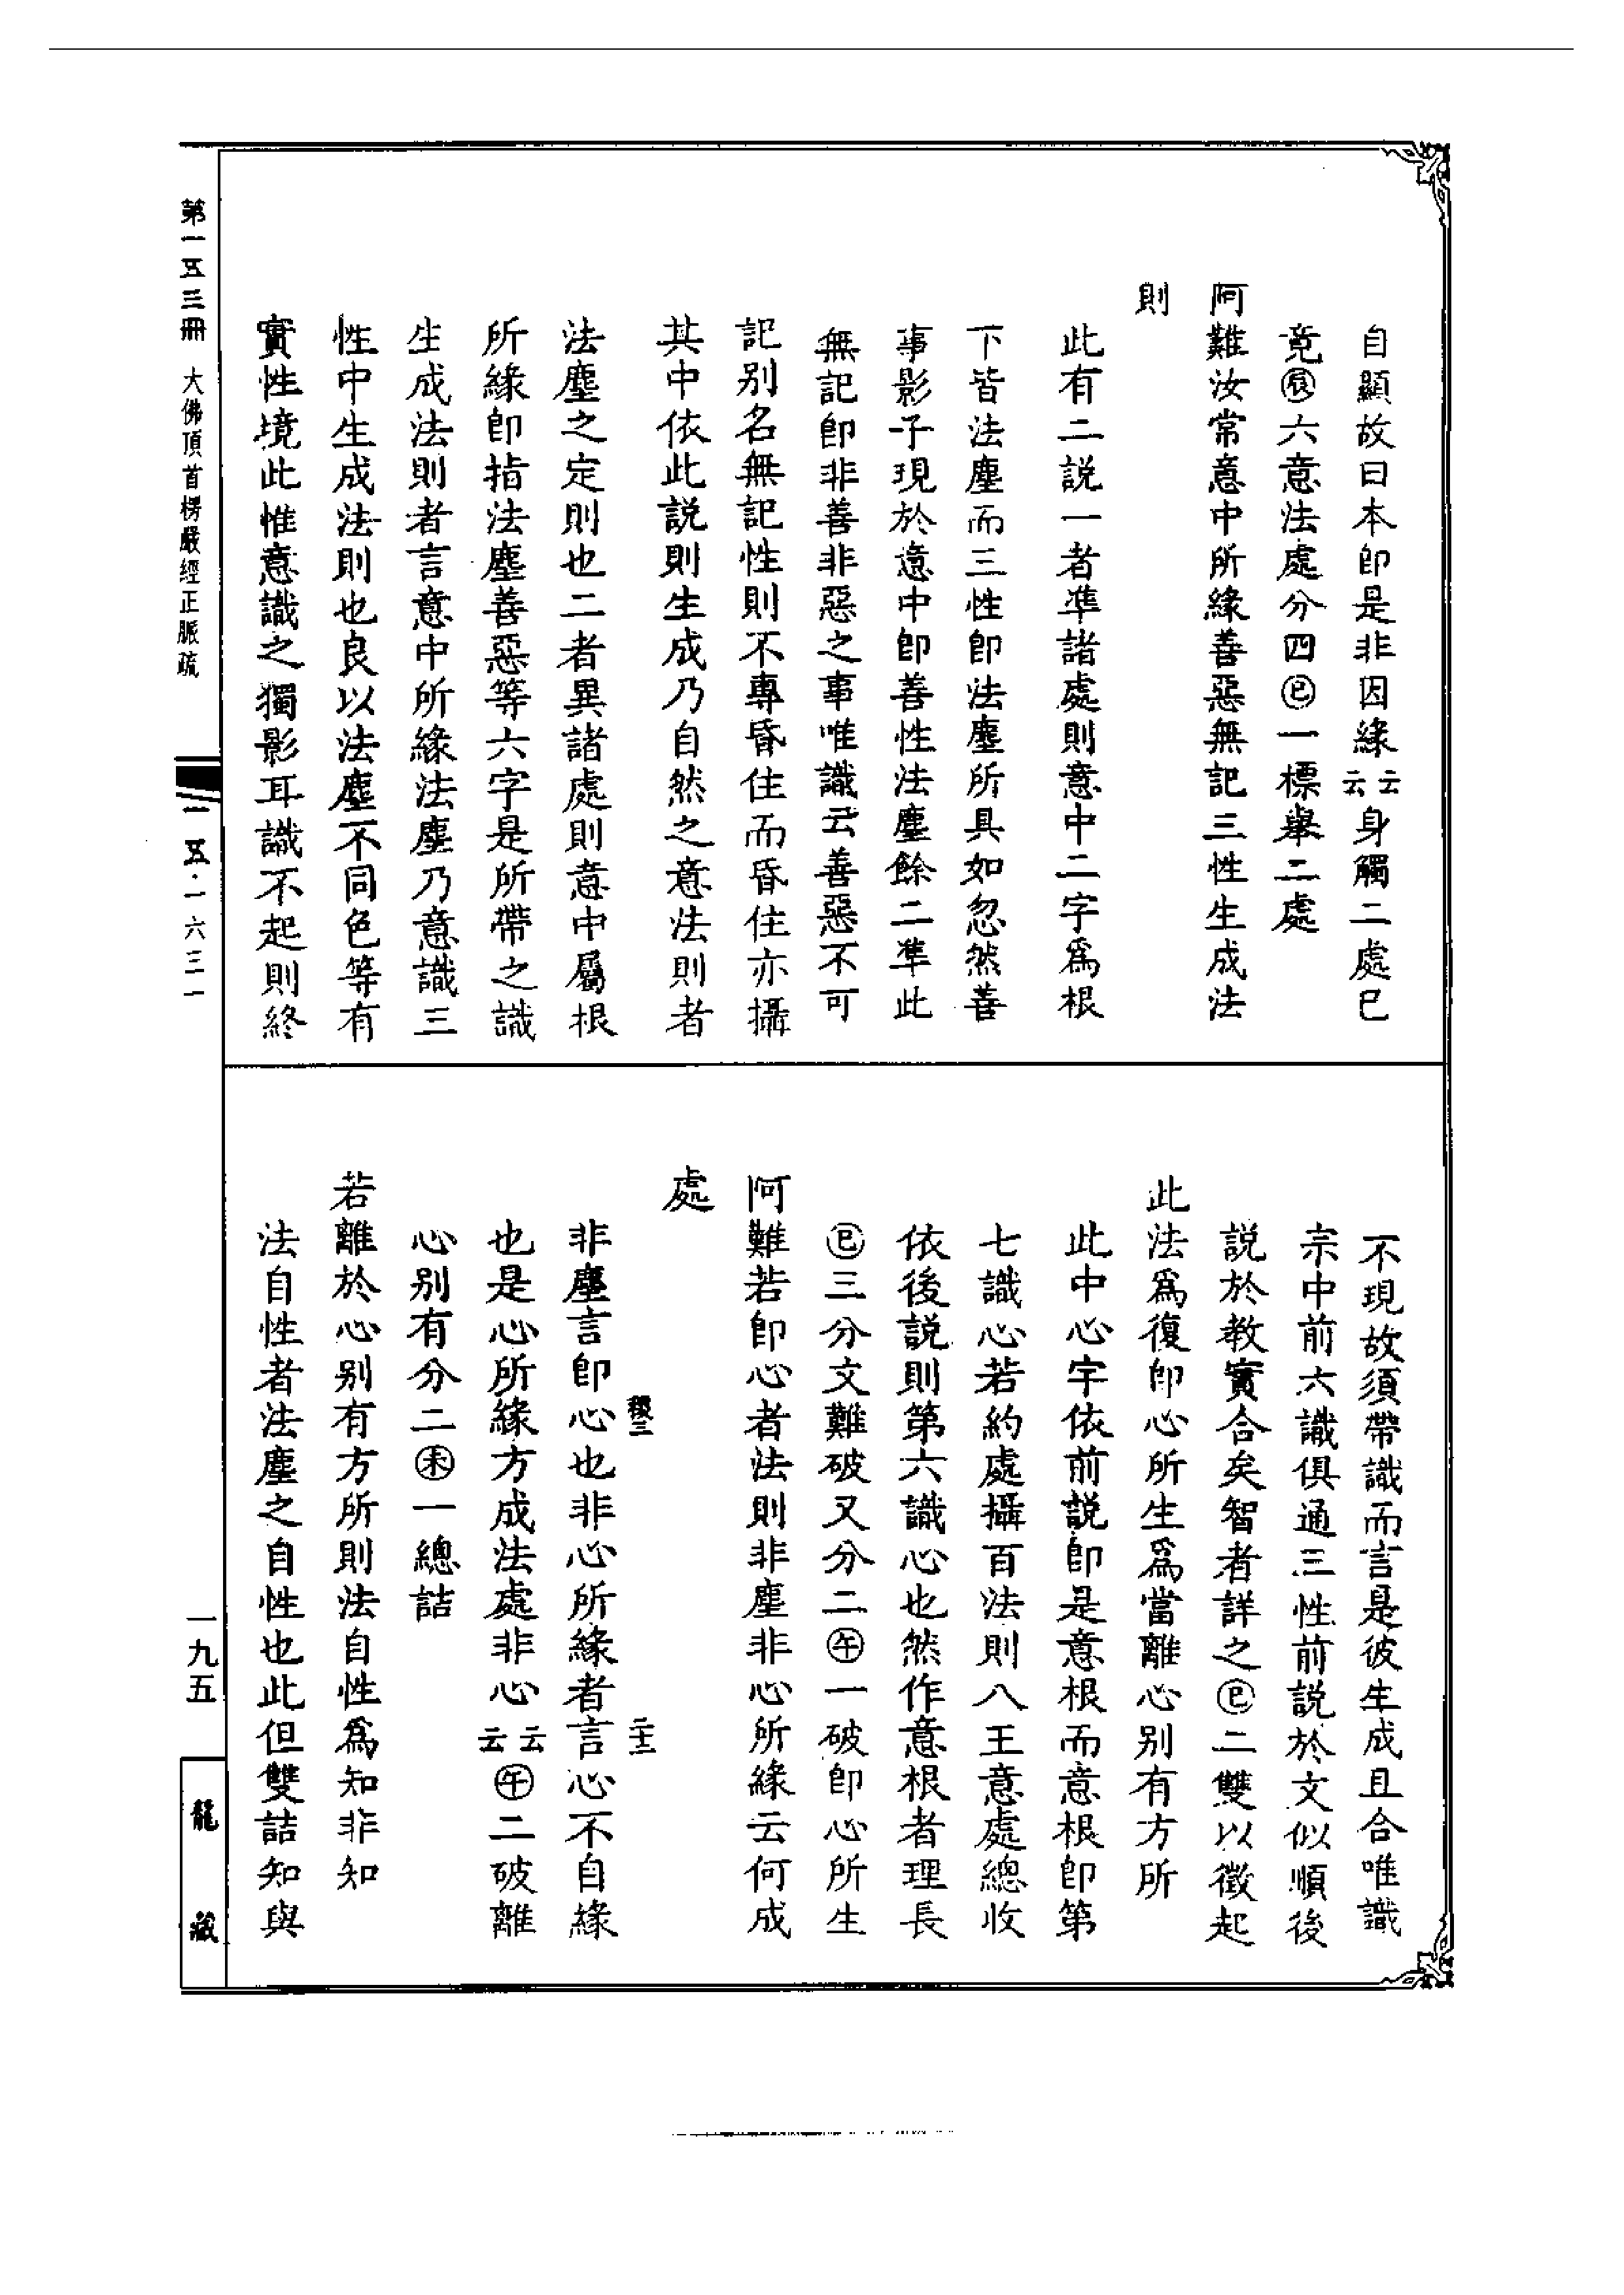 自顯故曰本即是非因緣云云身觸二處已
竟㊁六意法處分四㊁一標舉二處
阿難汝常意中所緣善惡無記三性生成法
則
此有二説一者準諸處則意中二字爲根
下皆法塵而三性即法塵所具如忽然善
事影子現於意中即善性法塵餘二準此
無記即非善非惡之事唯識云善惡不可
記别名無記性則不專昏住而昏住亦攝
其中依此説則生成乃自然之意法則者
法塵之定則也二者異諸處則意中屬根
所緣即指法塵善惡等六字是所帶之識
生成法則者言意中所緣法塵乃意識三
性中生成法則也良以法塵不同色等有
實性境此惟意識之獨影耳識不起則終
不現故須帶識而言是彼生成且合唯識
宗中前六識俱通三性前説於文似順後
説於教實合矣智者詳之巳二雙以徵起
此法爲復即心所生爲當離心别有方所
此中心字依前説即是意根而意根即第
七識心若約處攝百法則八王意處總收
依後説則第六識心也然作意根者理長
巳三分文難破又分二午一破即心所生
阿難若即心者法則非塵非心所緣云何成
處
非塵言即心也非心所緣者言心不自緣
也是心所緣方成法處非心云云午二破離
心别有分二未一總詰
若離於心别有方所則法自性爲知非知
法自性者法塵之自性也此但雙詰知與
第一五三冊 大佛頂首楞嚴經正脈疏
一五·一六三一
一九五
龍藏